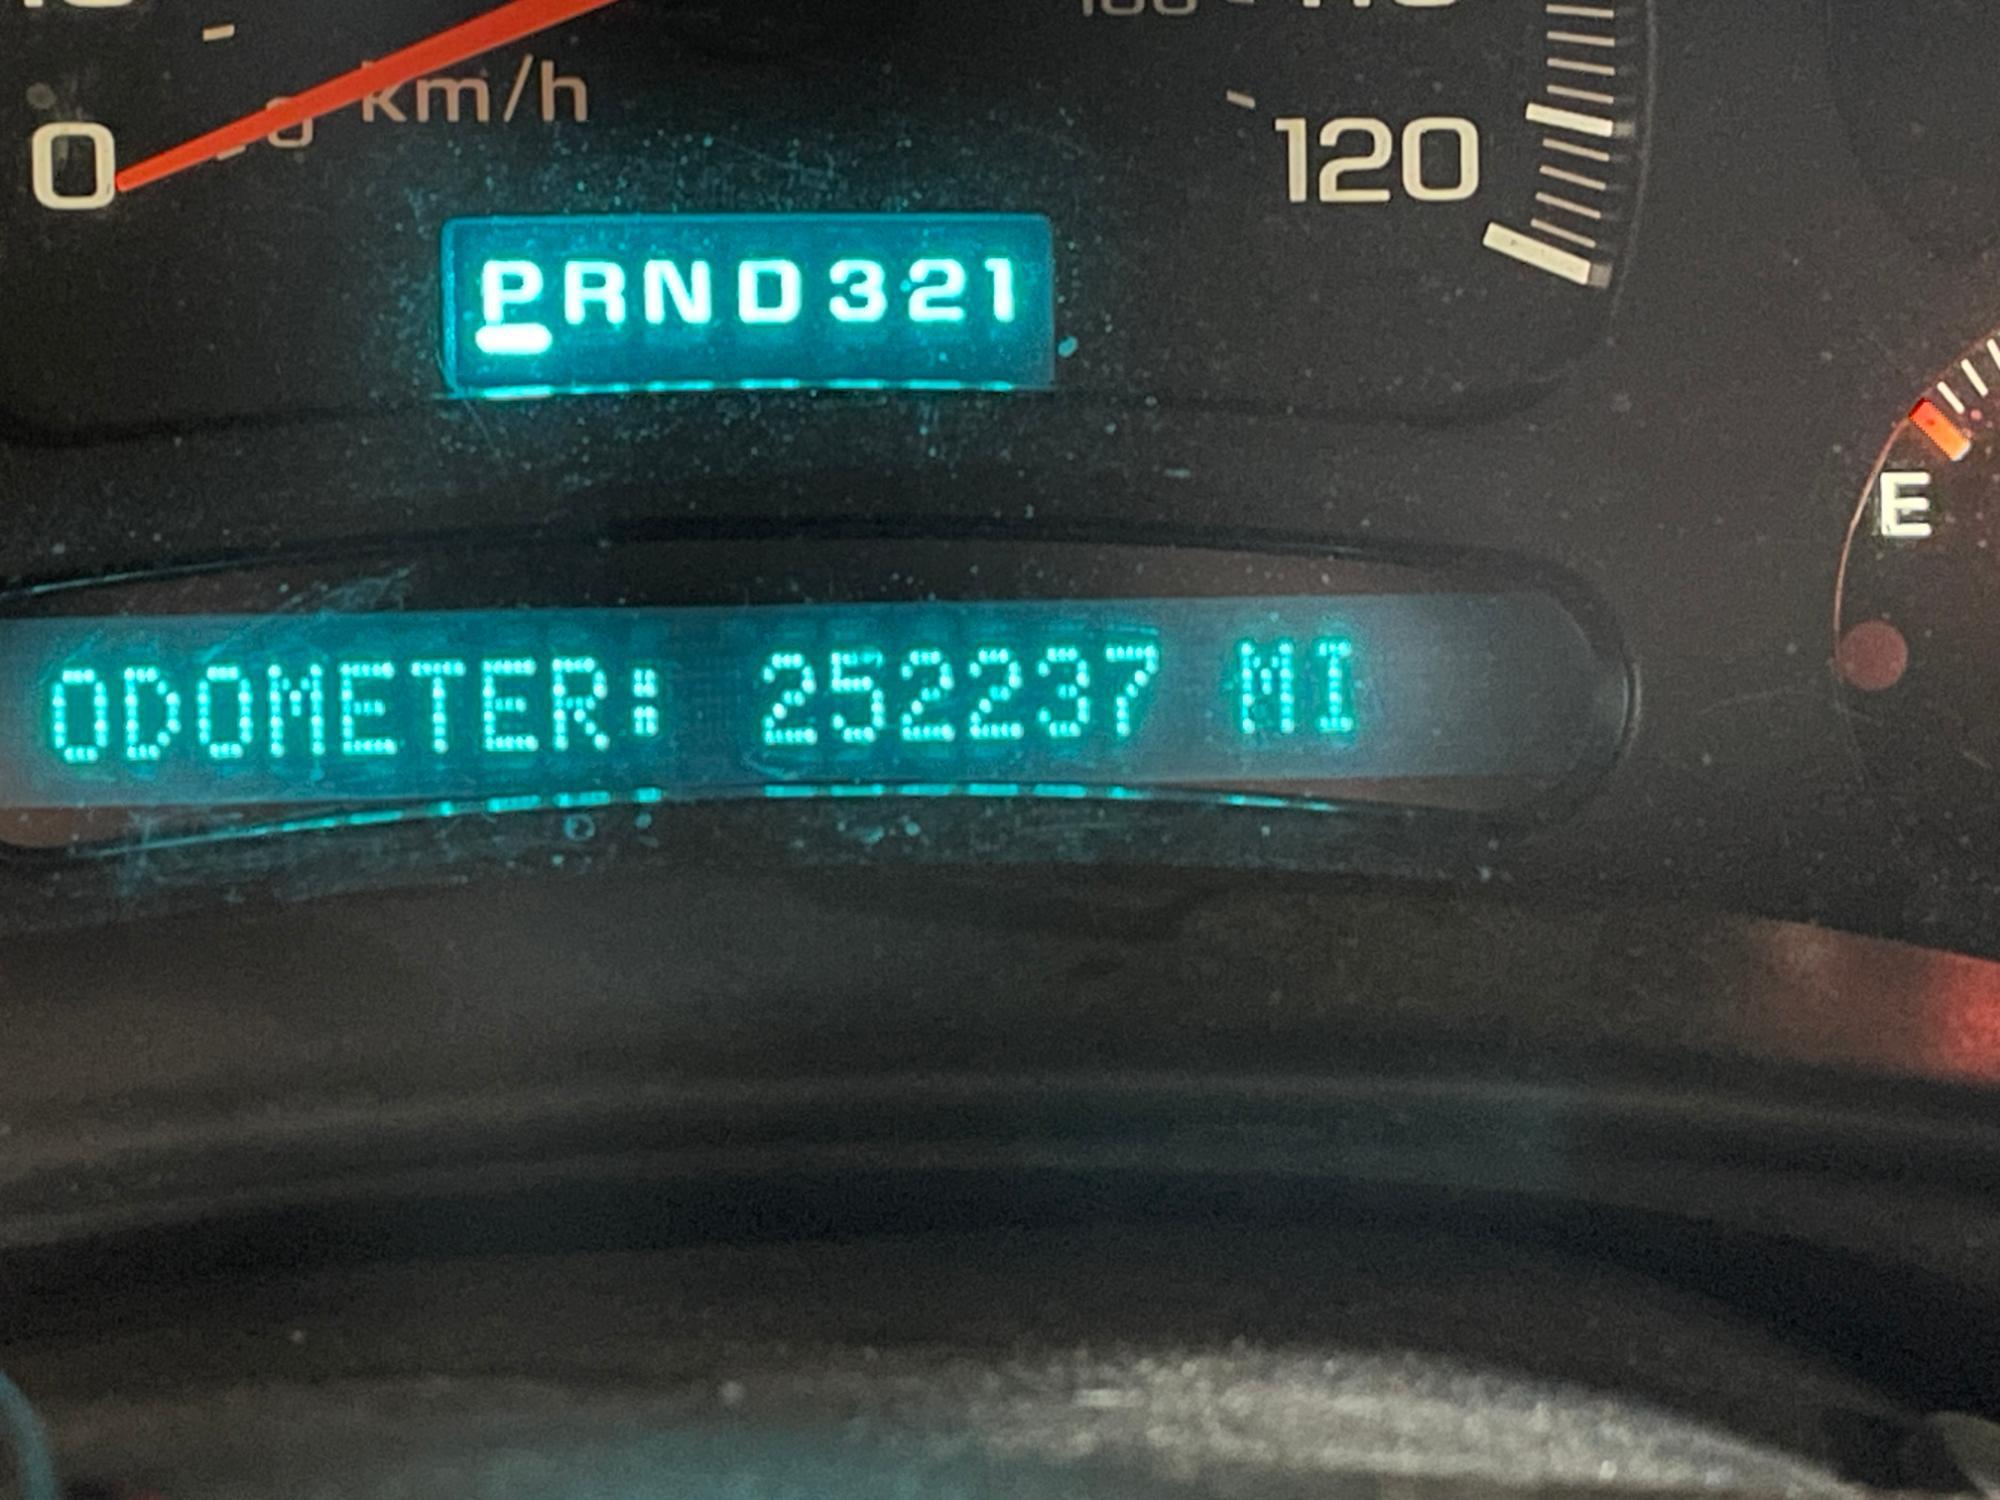 0
km/h
120
PRND321
E
ODOMETER: 252237 MI